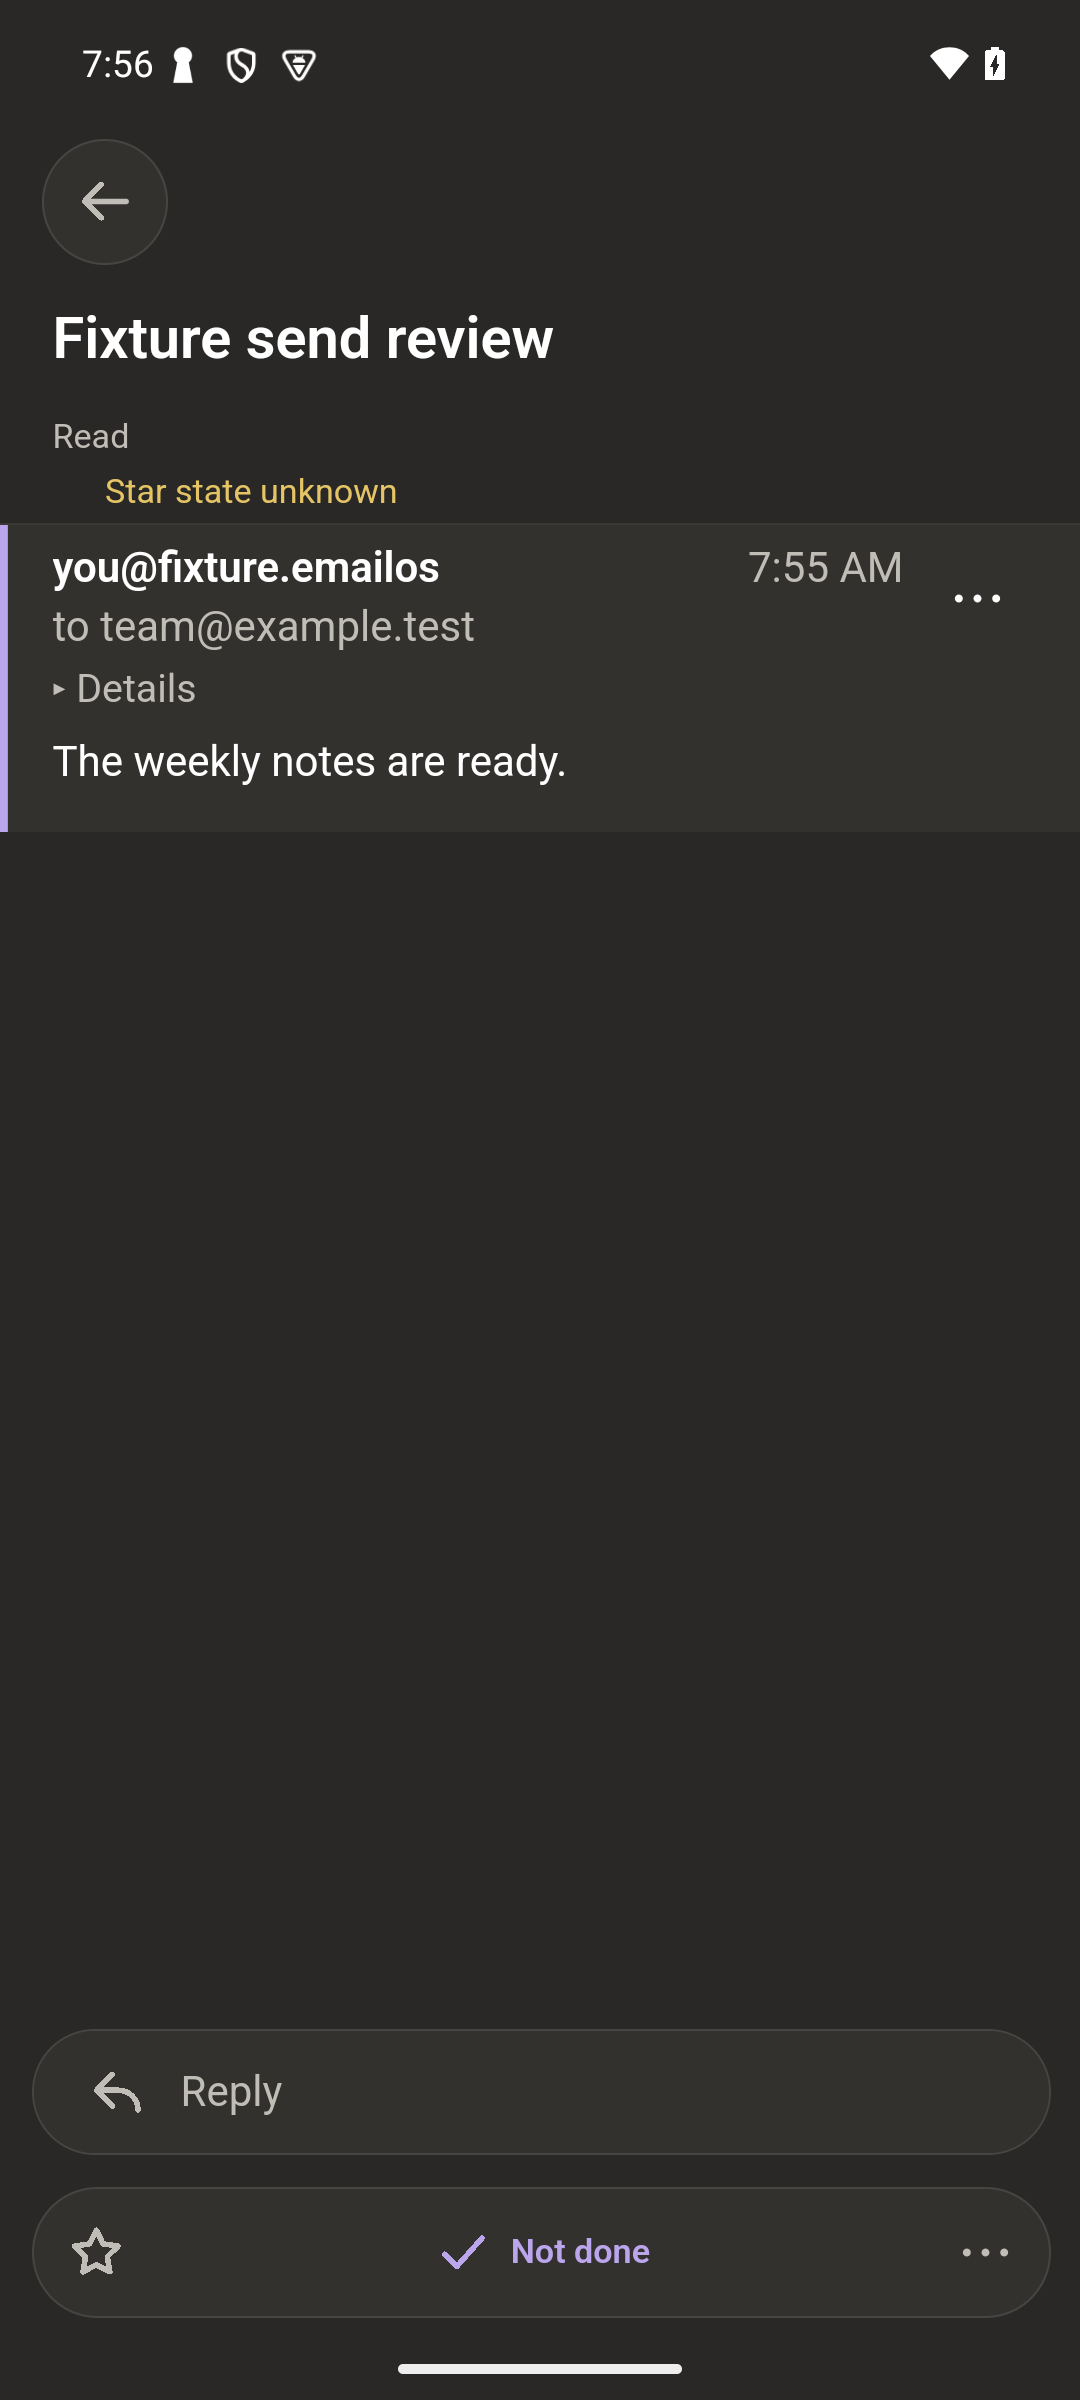 7:56
Fixture send review
Read
Star state unknown
you@fixture.emailos 7:55 AM
to team@example.test
Details
The weekly notes are ready.
Reply
Not done